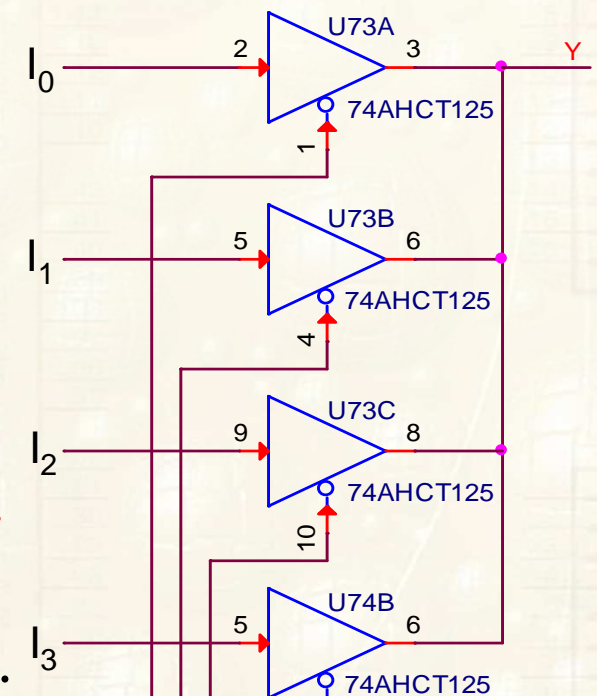 U73A
I0 2 3 Y
74AHCT125
1
U73B
I1 5 6
74AHCT125
4
U73C
I2 9 8
74AHCT125
10
U74B
I3 5 6
.
74AHCT125